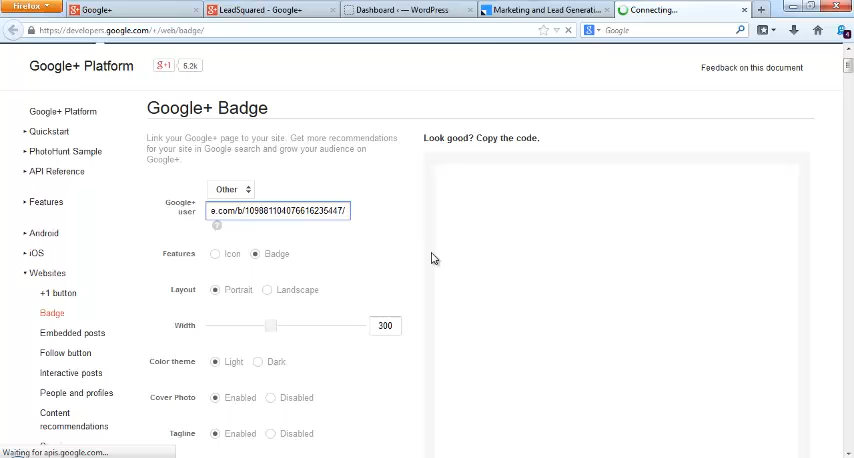 Firefox
Google+
LeadSquared - Google+
Dashboard ‹ — WordPress
Marketing and Lead Generati...
Connecting...
https://developers.google.com/+/web/badge/
Google
4
Google+ Platform
+1
5.2k
Feedback on this document
Google+ Platform
Quickstart
PhotoHunt Sample
API Reference
Features
Android
iOS
Websites
+1 button
Badge
Embedded posts
Follow button
Interactive posts
People and profiles
Content
recommendations
Google+ Badge
Link your Google+ page to your site. Get more recommendations
for your site in Google search and grow your audience on
Google+.
Other
Google+
user
e.com/b/109881104076616235447/
?
Features
Icon
Badge
Layout
Portrait
Landscape
Width
300
Color theme
Light
Dark
Cover Photo
Enabled
Disabled
Tagline
Enabled
Disabled
Look good? Copy the code.
Waiting for apis.google.com...